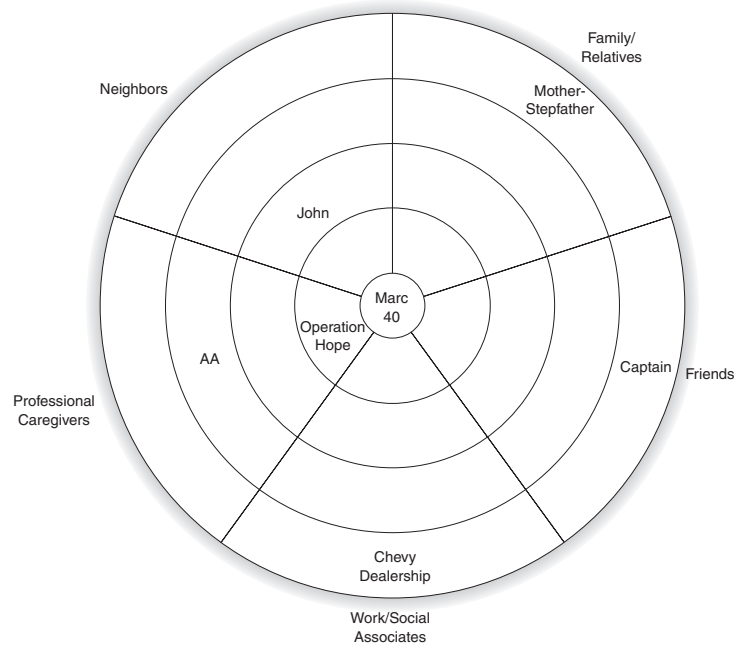 Family/
Relatives
Neighbors
Mother-
Stepfather
John
Marc
40
Operation
Hope
AA
Captain
Friends
Professional
Caregivers
Chevy
Dealership
Work/Social
Associates